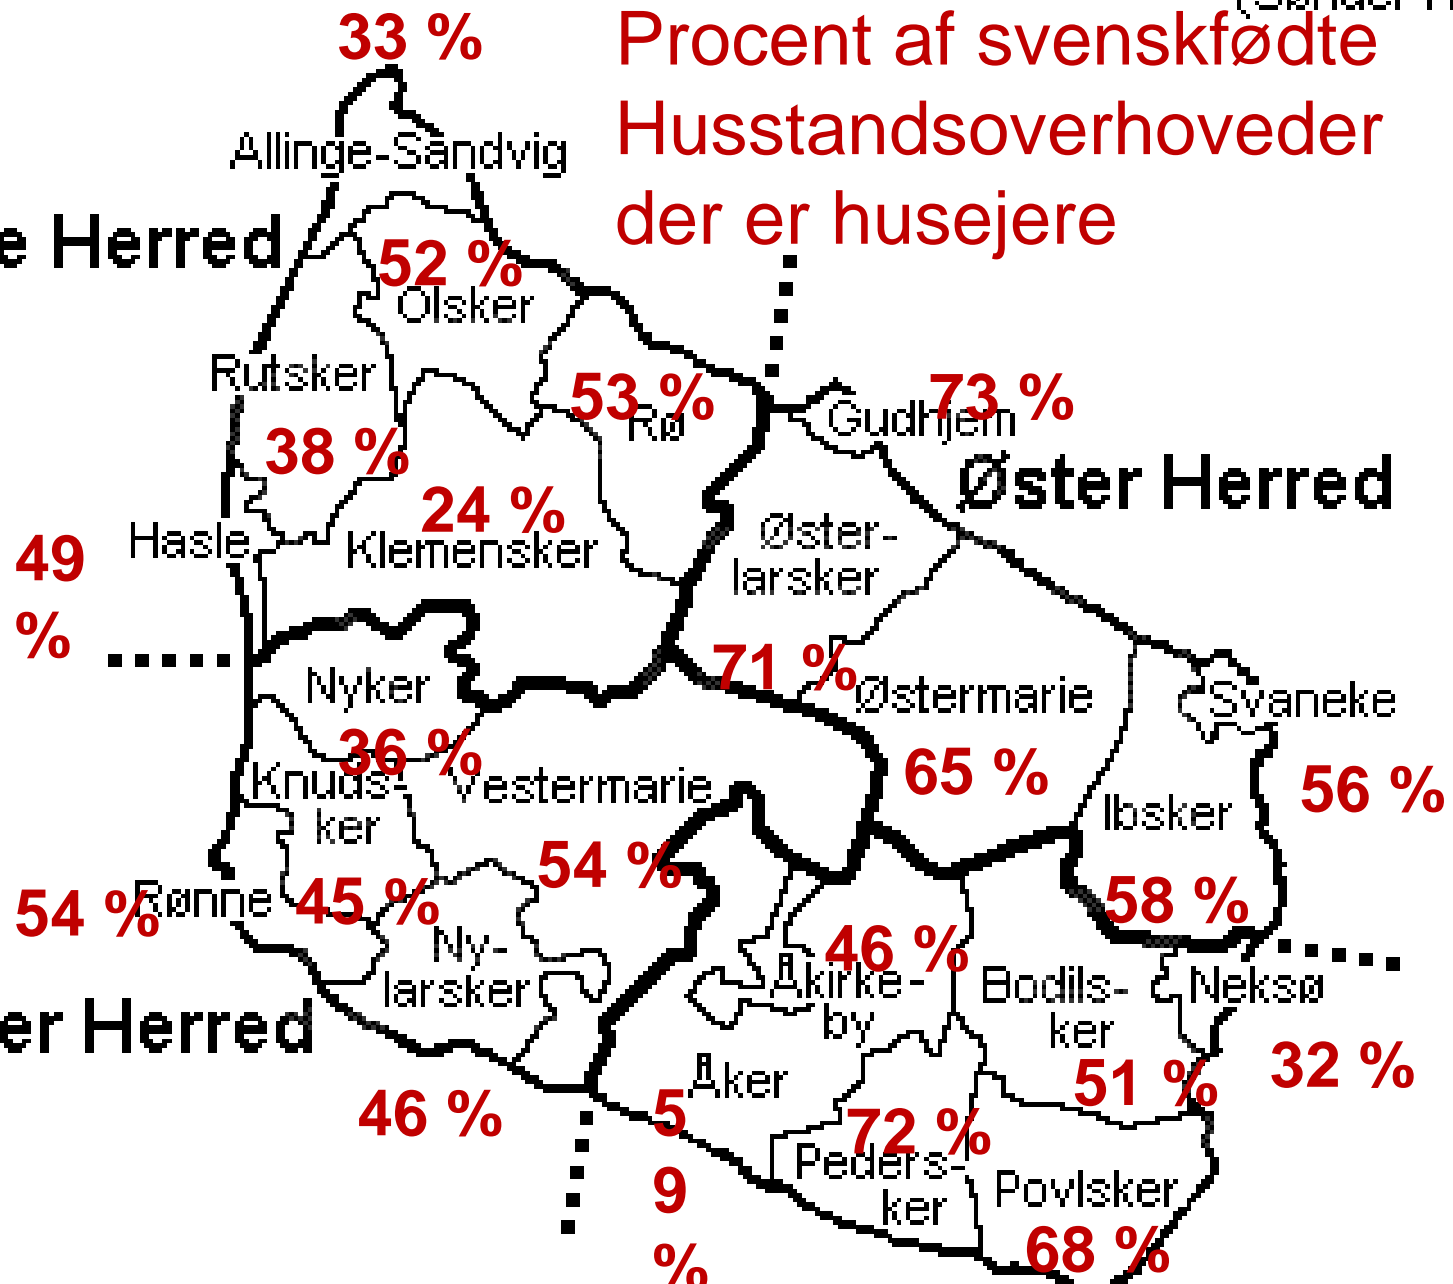 (Sønder H
33 %
Procent af svenskfødte
Husstandsoverhoveder
der er husejere
Allinge-Sandvig
e Herred
52 %
Olsker
Rutsker
53 %
Rø
73 %
Gudhjem
38 %
Øster Herred
24 %
Hasle
Klemensker
49
%
Øster-
larsker
Nyker
71 %
Østermarie
Svaneke
36 %
Knuds-
ker
Vestermarie
65 %
56 %
Ibsker
54 %
Rønne
54 %
45 %
58 %
Ny-
larsker
46 %
Akirke-
by
Bodils-
ker
Neksø
er Herred
Åker
51 %
32 %
46 %
5
9
%
72 %
Peders-
ker
Povlsker
68 %